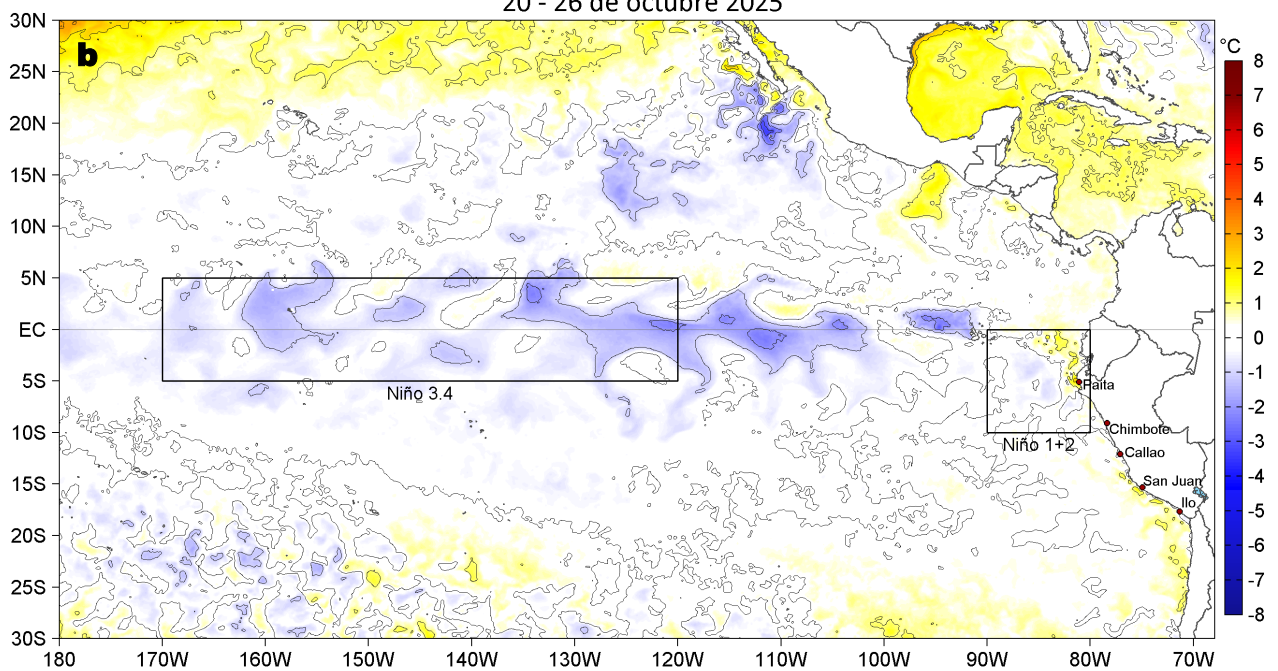 20 - 26 de octubre 2025
b
°C
30N
25N
20N
15N
10N
5N
EC
5S
10S
15S
20S
25S
30S
180
170W
160W
150W
140W
130W
120W
110W
100W
90W
80W
70W
Niño 3.4
Niño 1+2
Paita
Chimbote
Callao
San Juan
Ilo
8
7
6
5
4
3
2
1
0
-1
-2
-3
-4
-5
-6
-7
-8